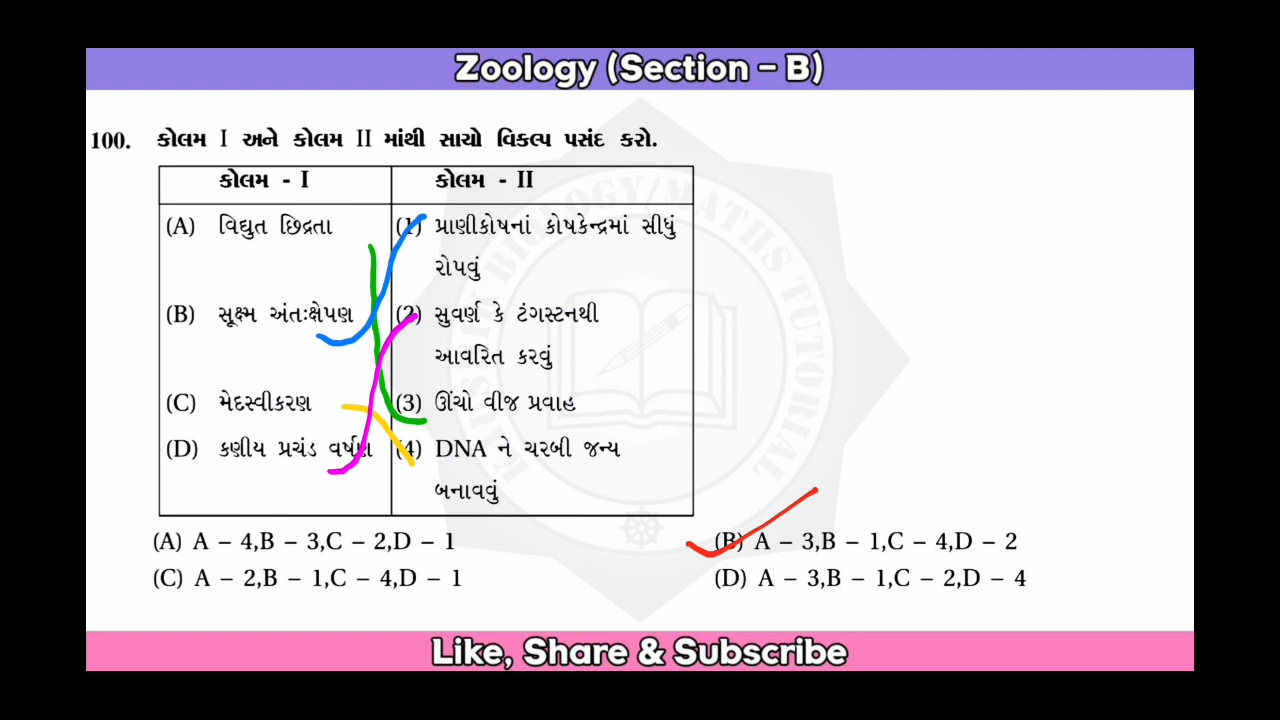 Zoology (Section – B)
100. કોલમ I અને કોલમ II માંથી સાચો વિકલ્પ પસંદ કરો.
કોલમ - I કોલમ - II
(A) વિદ્યુત છિદ્રતા (1) પ્રાણીકોષનાં કોષકેન્દ્રમાં સીધું
રોપવું
(B) સૂક્ષ્મ અંતઃક્ષેપણ (2) સુવર્ણ કે ટંગસ્ટનથી
આવરિત કરવું
(C) મેદસ્વીકરણ (3) ઊંચો વીજ પ્રવાહ
(D) કણીય પ્રચંડ વર્ષણ (4) DNA ને ચરબી જન્ય
બનાવવું
(A) A – 4,B – 3,C – 2,D – 1 (B) A – 3,B – 1,C – 4,D – 2
(C) A – 2,B – 1,C – 4,D – 1 (D) A – 3,B – 1,C – 2,D – 4
Like, Share & Subscribe